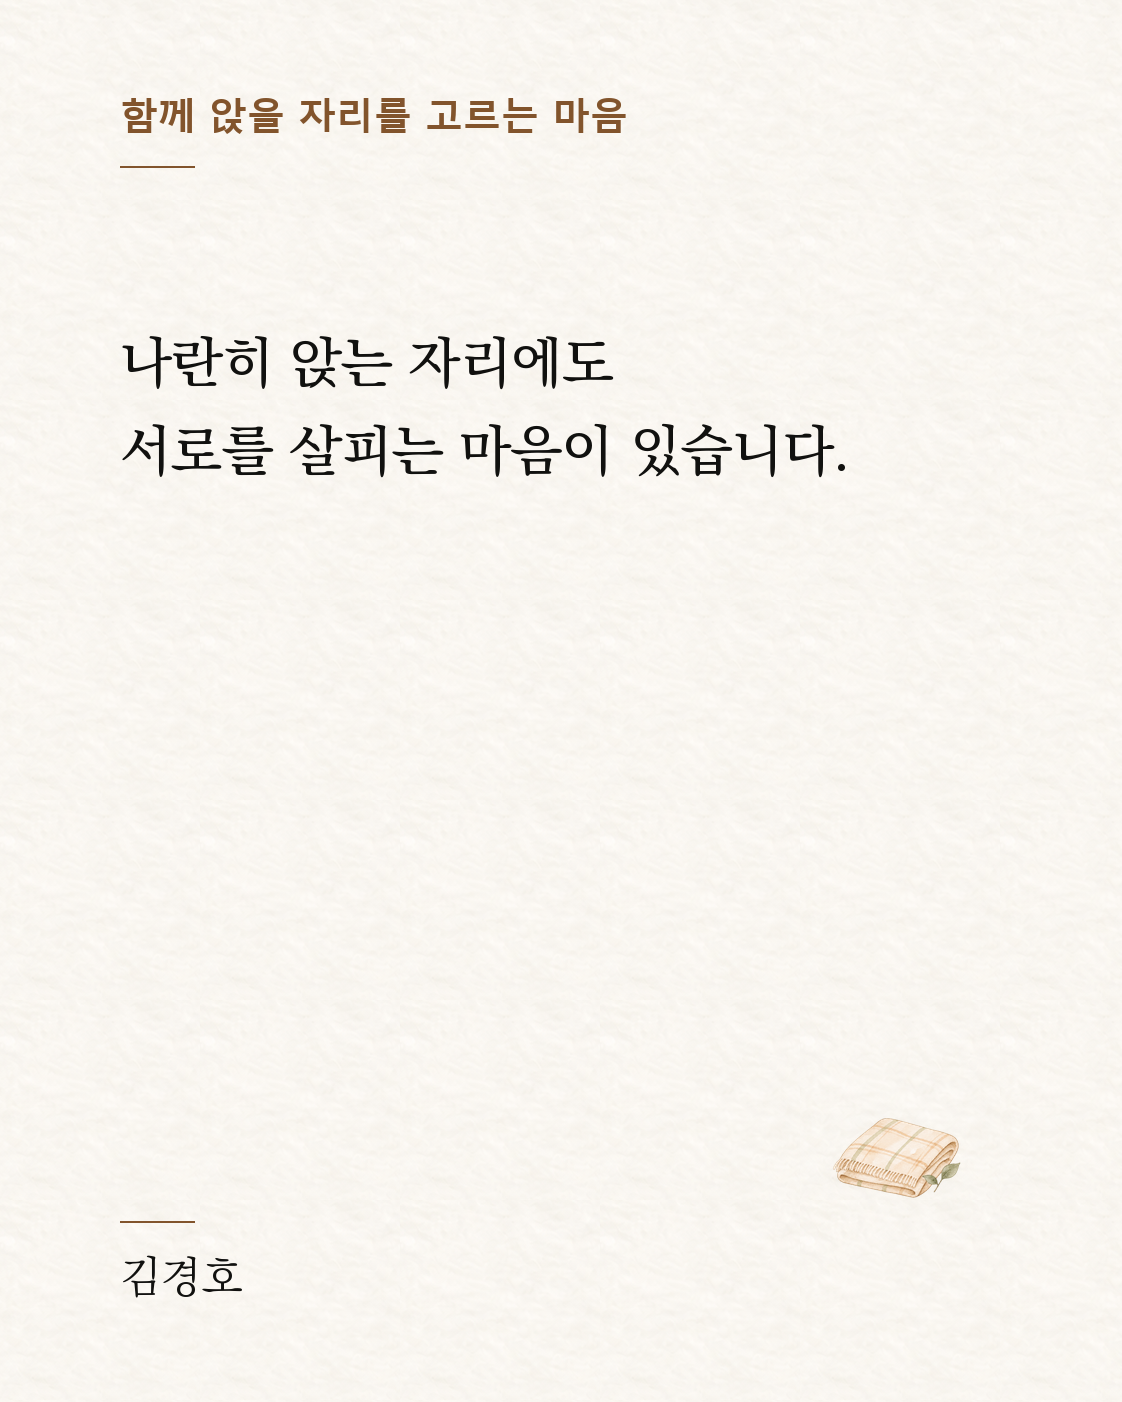 함께 앉을 자리를 고르는 마음
나란히 앉는 자리에도
서로를 살피는 마음이 있습니다.
김경호